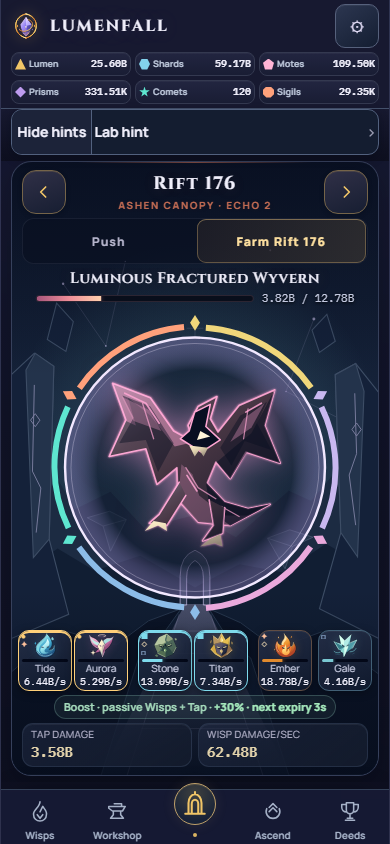 LUMENFALL
Lumen 25.60B Shards 59.17B Motes 109.50K
Prisms 331.51K Comets 120 Sigils 29.35K
Hide hints Lab hint
RIFT 176
ASHEN CANOPY · ECHO 2
Push Farm Rift 176
LUMINOUS FRACTURED WYVERN
3.82B / 12.78B
Tide Aurora Stone Titan Ember Gale
6.44B/s 5.29B/s 13.09B/s 7.34B/s 18.78B/s 4.16B/s
Boost · passive Wisps + Tap · +30% · next expiry 3s
TAP DAMAGE WISP DAMAGE/SEC
3.58B 62.48B
Wisps Workshop Ascend Deeds